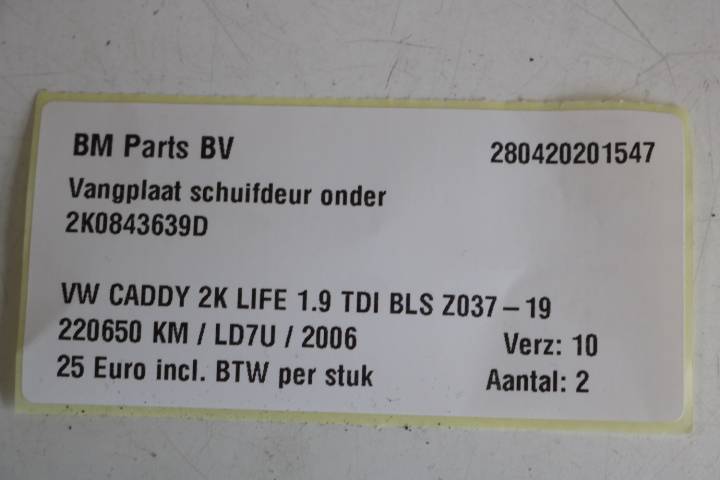 BM Parts BV 280420201547
Vangplaat schuifdeur onder
2K0843639D
VW CADDY 2K LIFE 1.9 TDI BLS Z037 – 19
220650 KM / LD7U / 2006 Verz: 10
25 Euro incl. BTW per stuk Aantal: 2